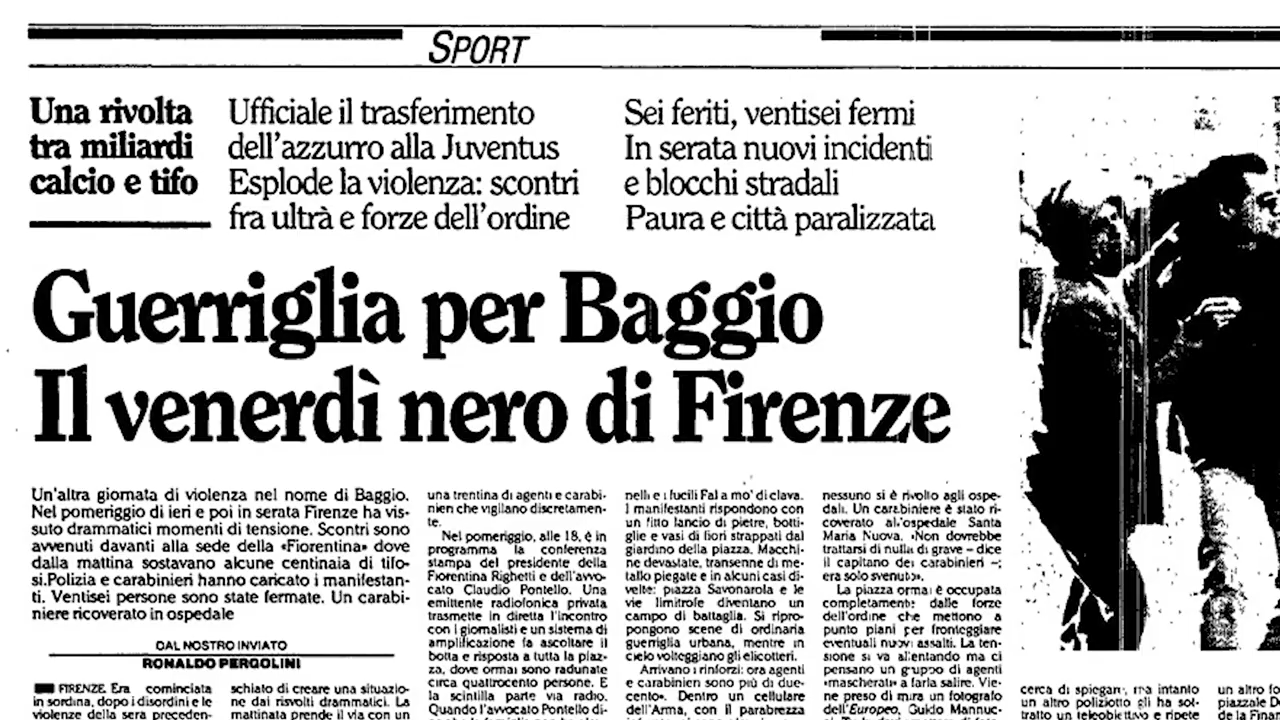 SPORT
Una rivolta
tra miliardi
calcio e tifo
Ufficiale il trasferimento
dell'azzurro alla Juventus
Esplode la violenza: scontri
fra ultrà e forze dell'ordine
Sei feriti, ventisei fermi
In serata nuovi incidenti
e blocchi stradali
Paura e città paralizzata
Guerriglia per Baggio
Il venerdì nero di Firenze
Un'altra giornata di violenza nel nome di Baggio.
Nel pomeriggio di ieri e poi in serata Firenze ha vis-
suto drammatici momenti di tensione. Scontri sono
avvenuti davanti alla sede della «Fiorentina» dove
dalla mattina sostavano alcune centinaia di tifo-
si.Polizia e carabinieri hanno caricato i manifestan-
ti. Ventisei persone sono state fermate. Un carabi-
niere ricoverato in ospedale
DAL NOSTRO INVIATO
RONALDO PERGOLINI
FIRENZE. Era cominciata
in sordina, dopo i disordini e le
violenze della sera preceden-
schiato di creare una situazio-
ne dai risvolti drammatici. La
mattinata prende il via con un
una trentina di agenti e carabi-
nieri che vigilano discretamen-
te.
Nel pomeriggio, alle 18, è in
programma la conferenza
stampa del presidente della
Fiorentina Righetti e dell'avvo-
cato Claudio Pontello. Una
emittente radiofonica privata
trasmette in diretta l'incontro
con i giornalisti e un sistema di
amplificazione fa ascoltare il
botta e risposta a tutta la piaz-
za, dove ormai sono radunate
circa quattrocento persone. E
la scintilla parte via radio.
Quando l'avvocato Pontello di-
nelli e i fucili Fal a mo' di clava.
I manifestanti rispondono con
un fitto lancio di pietre, botti-
glie e vasi di fiori strappati dal
giardino della piazza. Macchi-
ne devastate, transenne di me-
tallo piegate e in alcuni casi di-
velte: piazza Savonarola e le
vie limitrofe diventano un
campo di battaglia. Si ripro-
pongono scene di ordinaria
guerriglia urbana, mentre in
cielo volteggiano gli elicotteri.
Arrivano i rinforzi: ora agenti
e carabinieri sono più di due-
cento». Dentro un cellulare
dell'Arma, con il parabrezza
nessuno si è rivolto agli ospe-
dali. Un carabiniere è stato ri-
coverato all'ospedale Santa
Maria Nuova. «Non dovrebbe
trattarsi di nulla di grave – dice
il capitano dei carabinieri –;
era solo svenuto».
La piazza ormai è occupata
completamente dalle forze
dell'ordine che mettono a
punto piani per fronteggiare
eventuali nuovi assalti. La ten-
sione si va allentando ma ci
pensano un gruppo di agenti
«mascherati» a farla salire. Vie-
ne preso di mira un fotografo
dell'Europeo, Guido Mannuc-
cerca di spiegare, ma intanto
un altro poliziotto gli ha sot-
tratto un teleobiettivo e ripo-
un altro fo
piazzale D